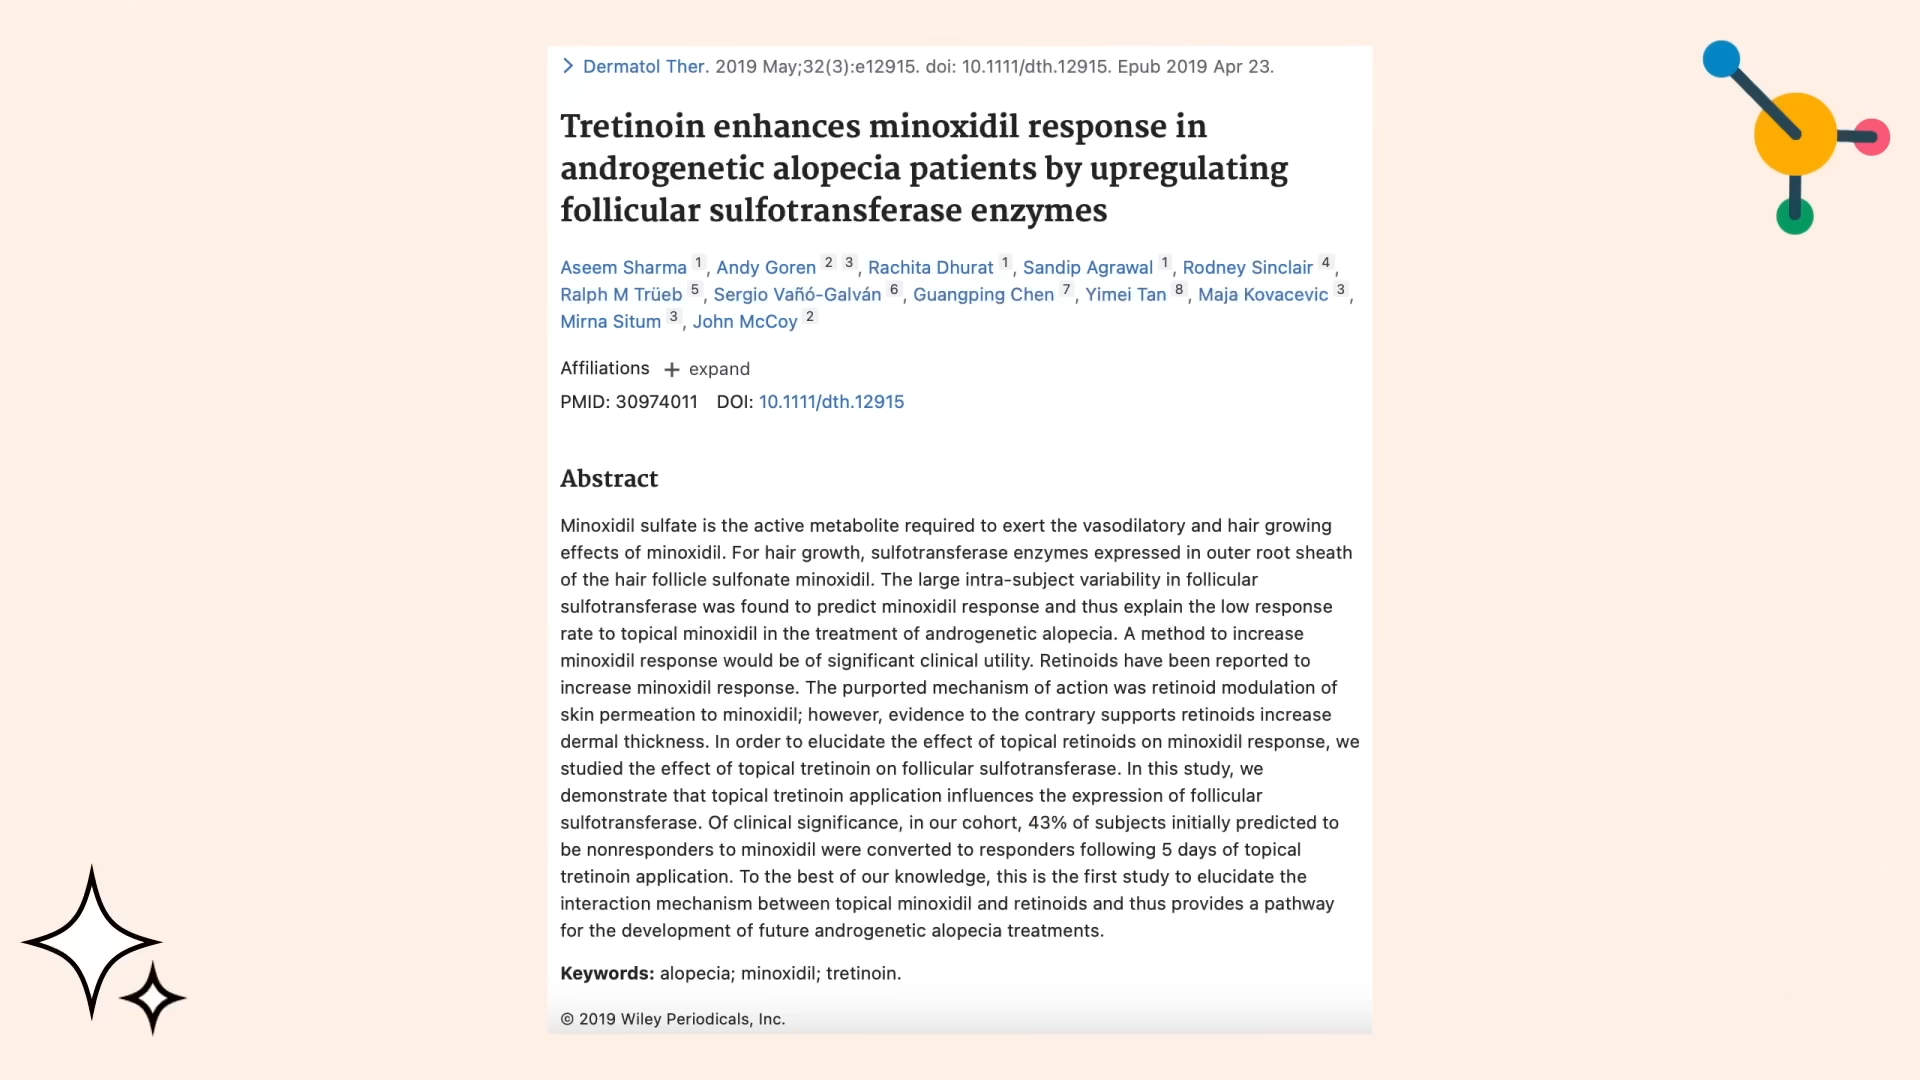 Dermatol Ther. 2019 May;32(3):e12915. doi: 10.1111/dth.12915. Epub 2019 Apr 23.
Tretinoin enhances minoxidil response in
androgenetic alopecia patients by upregulating
follicular sulfotransferase enzymes
Aseem Sharma 1, Andy Goren 2 3, Rachita Dhurat 1, Sandip Agrawal 1, Rodney Sinclair 4,
Ralph M Trüeb 5, Sergio Vañó-Galván 6, Guangping Chen 7, Yimei Tan 8, Maja Kovacevic 3,
Mirna Situm 3, John McCoy 2
Affiliations + expand
PMID: 30974011 DOI: 10.1111/dth.12915
Abstract
Minoxidil sulfate is the active metabolite required to exert the vasodilatory and hair growing
effects of minoxidil. For hair growth, sulfotransferase enzymes expressed in outer root sheath
of the hair follicle sulfonate minoxidil. The large intra-subject variability in follicular
sulfotransferase was found to predict minoxidil response and thus explain the low response
rate to topical minoxidil in the treatment of androgenetic alopecia. A method to increase
minoxidil response would be of significant clinical utility. Retinoids have been reported to
increase minoxidil response. The purported mechanism of action was retinoid modulation of
skin permeation to minoxidil; however, evidence to the contrary supports retinoids increase
dermal thickness. In order to elucidate the effect of topical retinoids on minoxidil response, we
studied the effect of topical tretinoin on follicular sulfotransferase. In this study, we
demonstrate that topical tretinoin application influences the expression of follicular
sulfotransferase. Of clinical significance, in our cohort, 43% of subjects initially predicted to
be nonresponders to minoxidil were converted to responders following 5 days of topical
tretinoin application. To the best of our knowledge, this is the first study to elucidate the
interaction mechanism between topical minoxidil and retinoids and thus provides a pathway
for the development of future androgenetic alopecia treatments.
Keywords: alopecia; minoxidil; tretinoin.
© 2019 Wiley Periodicals, Inc.